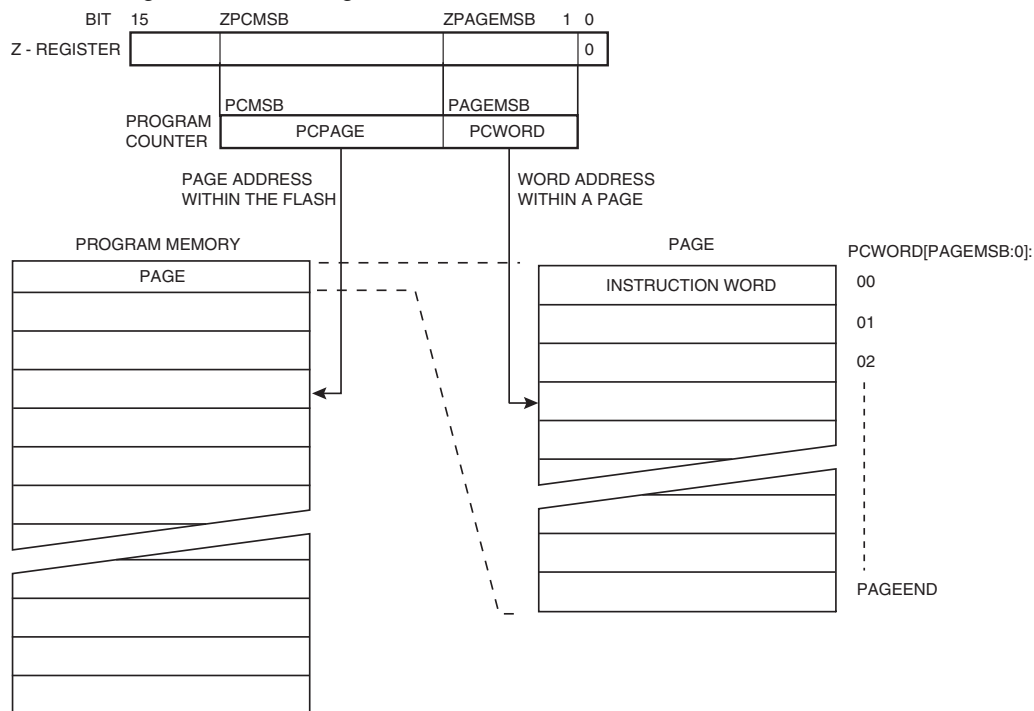 BIT 15 ZPCMSB ZPAGEMSB 1 0
Z - REGISTER 0
PCMSB PAGEMSB
PROGRAM
COUNTER
PCPAGE PCWORD
PAGE ADDRESS
WITHIN THE FLASH
WORD ADDRESS
WITHIN A PAGE
PROGRAM MEMORY
PAGE
PAGE
PCWORD[PAGEMSB:0]:
INSTRUCTION WORD 00
01
02
PAGEEND